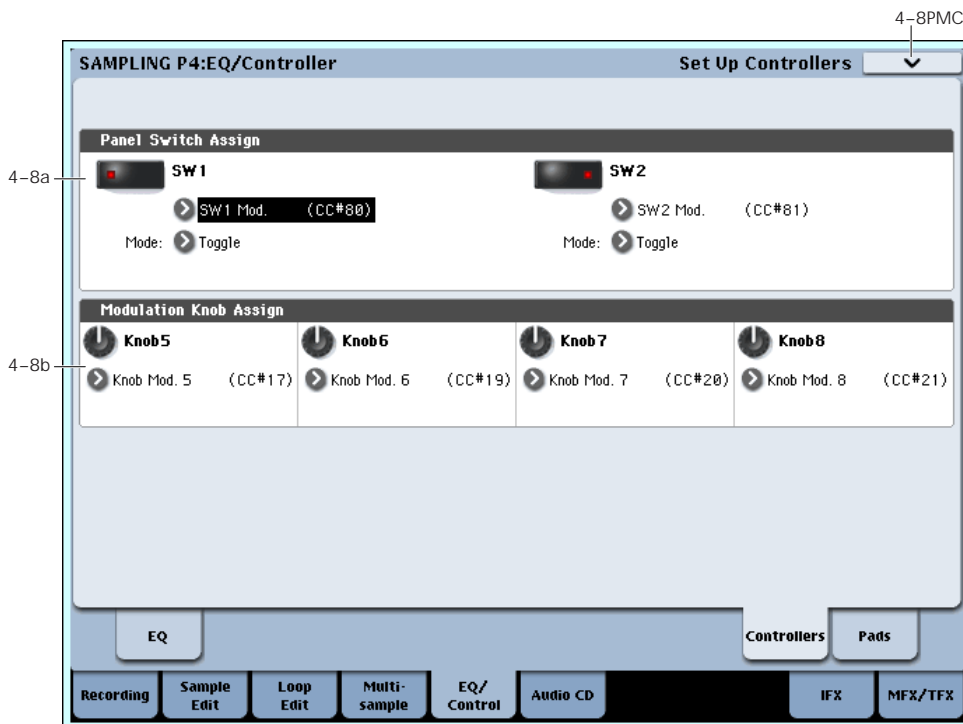 4–8PMC
SAMPLING P4:EQ/Controller Set Up Controllers
Panel Switch Assign
4–8a
SW1 SW2
SW1 Mod. (CC#80) SW2 Mod. (CC#81)
Mode: Toggle Mode: Toggle
Modulation Knob Assign
Knob5 Knob6 Knob7 Knob8
4–8b
Knob Mod. 5 (CC#17) Knob Mod. 6 (CC#19) Knob Mod. 7 (CC#20) Knob Mod. 8 (CC#21)
EQ Controllers Pads
Recording Sample Edit Loop Edit Multi-sample EQ/Control Audio CD IFX MFX/TFX